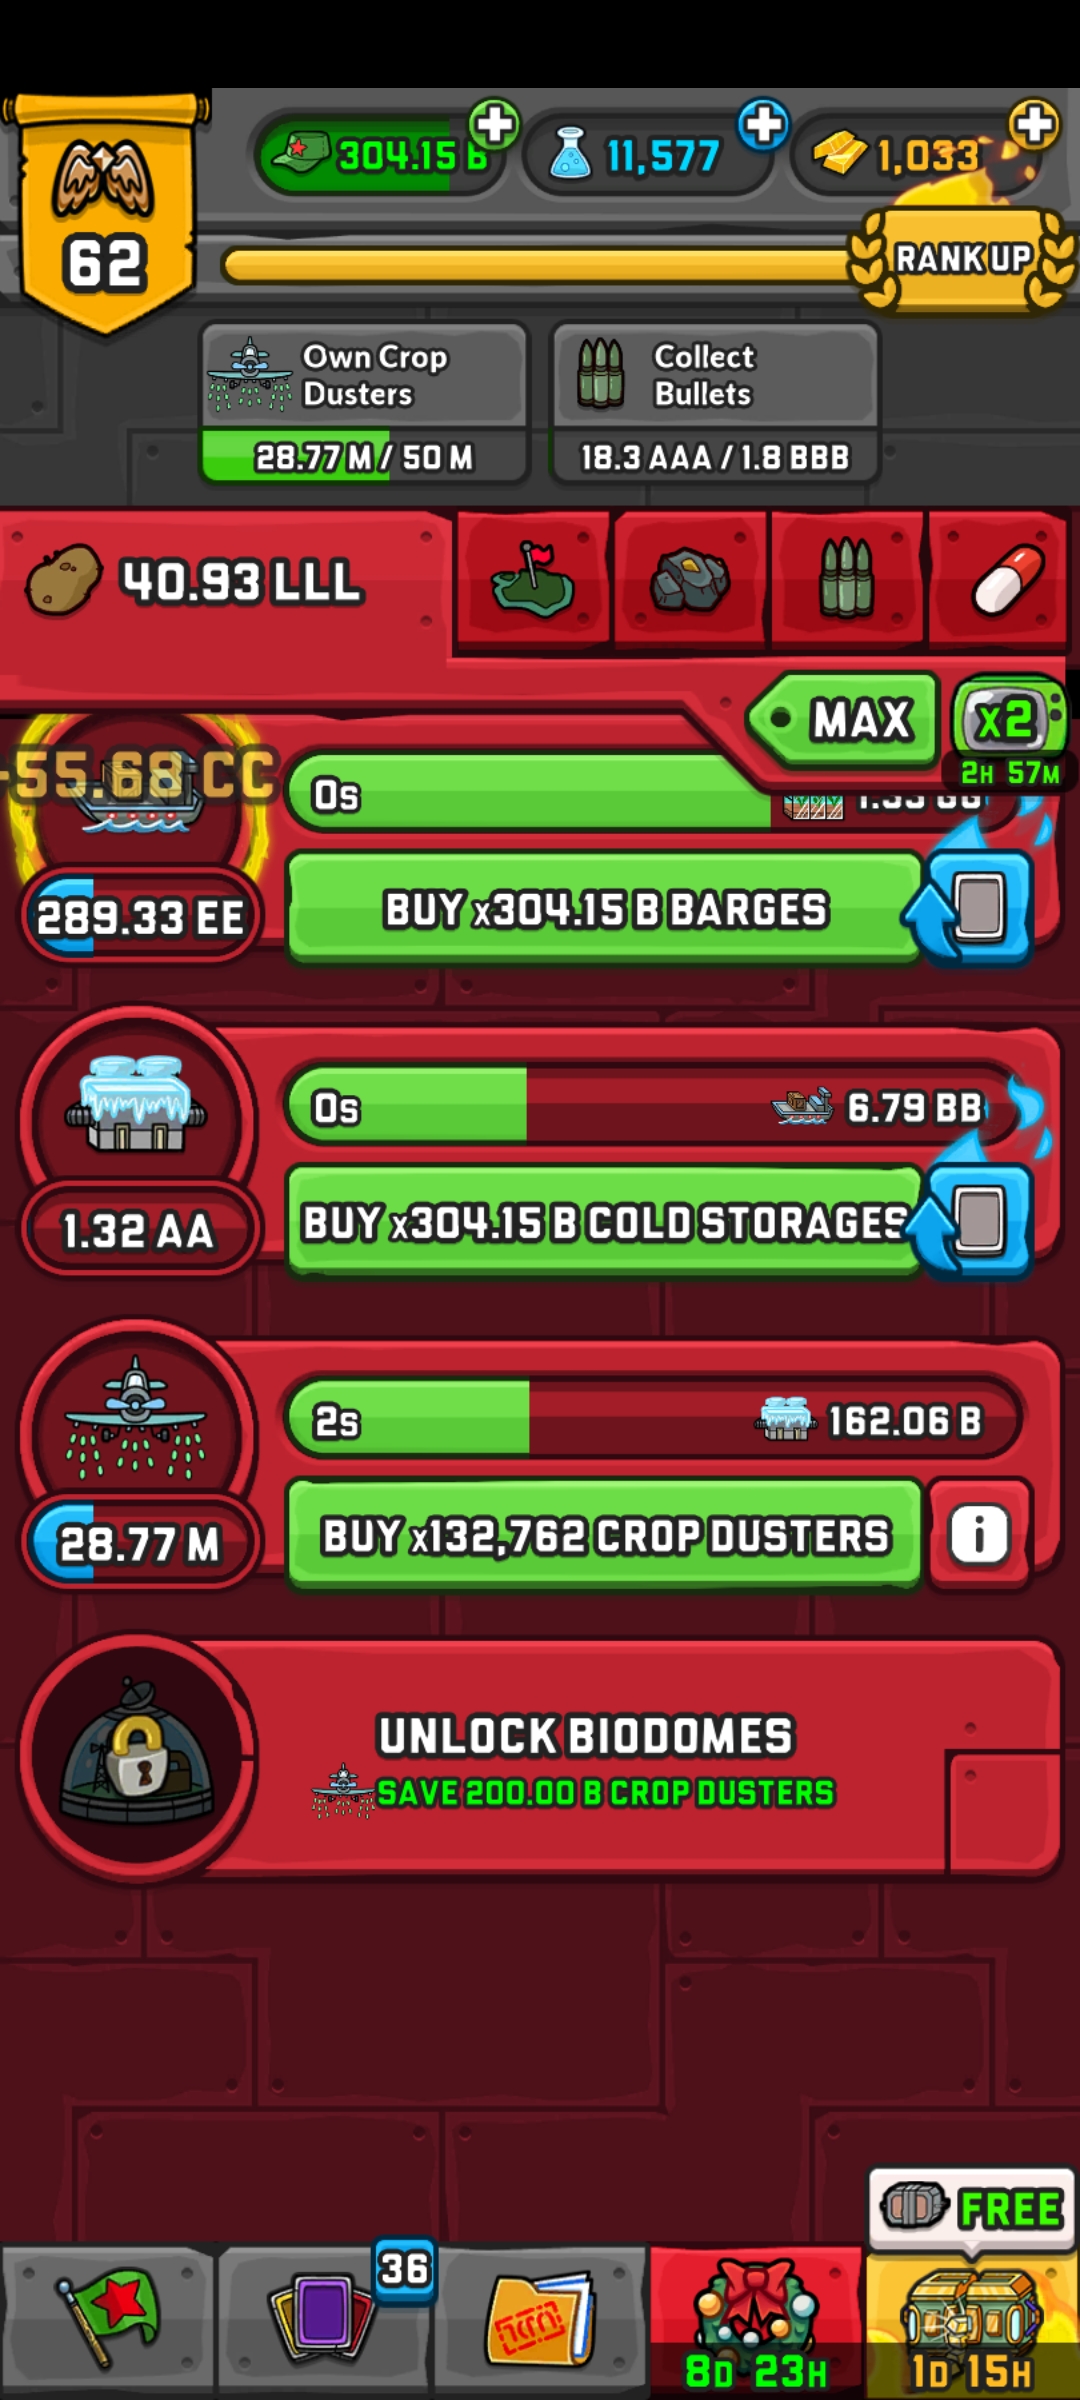 304.15 B
11,577
1,033
62
RANK UP
Own Crop
Dusters
28.77 M / 50 M
Collect
Bullets
18.3 AAA / 1.8 BBB
40.93 LLL
MAX
x2
2H 57M
55.68 CC
0s
289.33 EE
BUY x304.15 B BARGES
0s
6.79 BB
1.32 AA
BUY x304.15 B COLD STORAGES
2s
162.06 B
28.77 M
BUY x132,762 CROP DUSTERS
i
UNLOCK BIODOMES
SAVE 200.00 B CROP DUSTERS
FREE
36
8D 23H
1D 15H